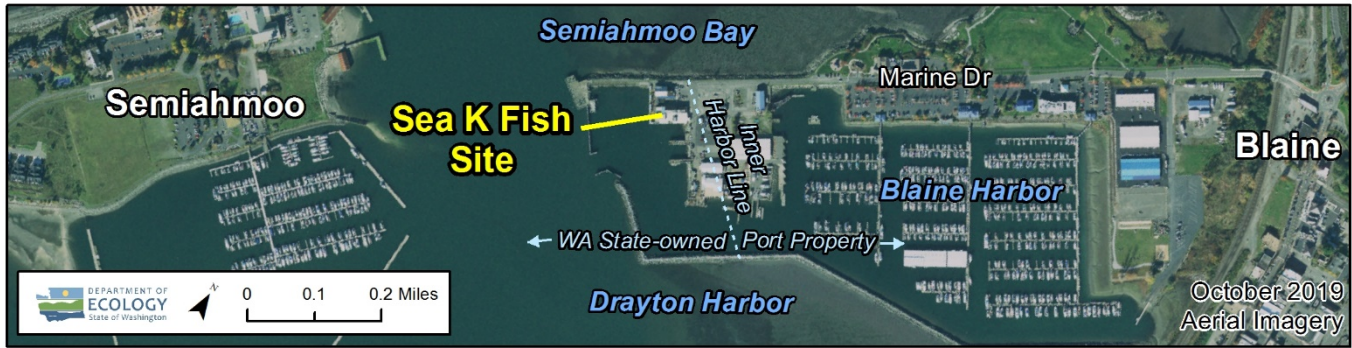 Semiahmoo Bay
Marine Dr
Semiahmoo
Sea K Fish
Site
Inner
Harbor Line
Blaine
Blaine Harbor
WA State-owned
Port Property
Drayton Harbor
DEPARTMENT OF
ECOLOGY
State of Washington
N
0 0.1 0.2 Miles
October 2019
Aerial Imagery